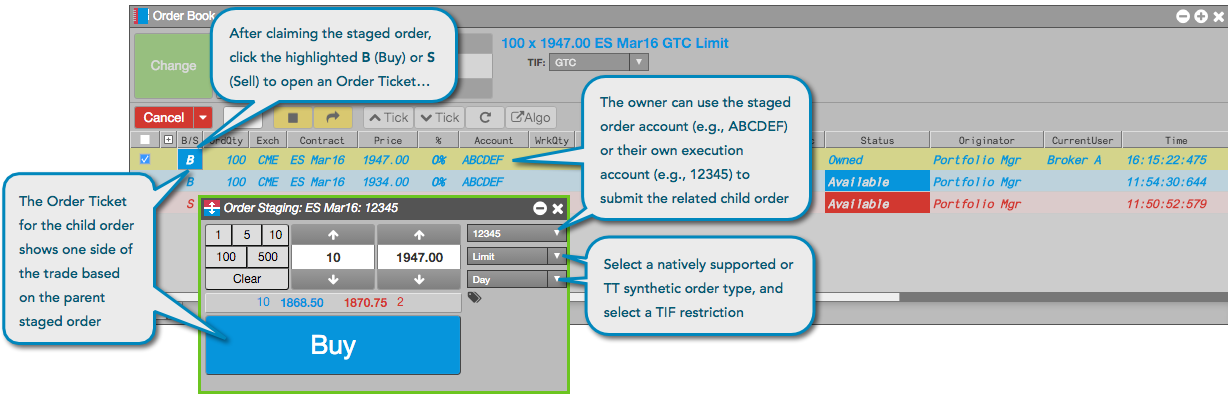 Order Book
After claiming the staged order,
click the highlighted B (Buy) or S
(Sell) to open an Order Ticket...
Change
100 x 1947.00 ES Mar16 GTC Limit
TIF: GTC
Cancel
Tick
Tick
Algo
B/S OrdQty Exch Contract Price % Account WrkQty Status Originator CurrentUser Time
B 100 CME ES Mar16 1947.00 0% ABCDEF Owned Portfolio Mgr Broker A 16:15:22:475
B 100 CME ES Mar16 1934.00 0% ABCDEF Available Portfolio Mgr 11:54:30:644
S Available Portfolio Mgr 11:50:52:579
The owner can use the staged
order account (e.g., ABCDEF)
or their own execution
account (e.g., 12345) to
submit the related child order
The Order Ticket
for the child order
shows one side of
the trade based
on the parent
staged order
Order Staging: ES Mar16: 12345
1 5 10
100 500
Clear
10
1947.00
12345
Limit
Day
10 1868.50 1870.75 2
Buy
Select a natively supported or
TT synthetic order type, and
select a TIF restriction